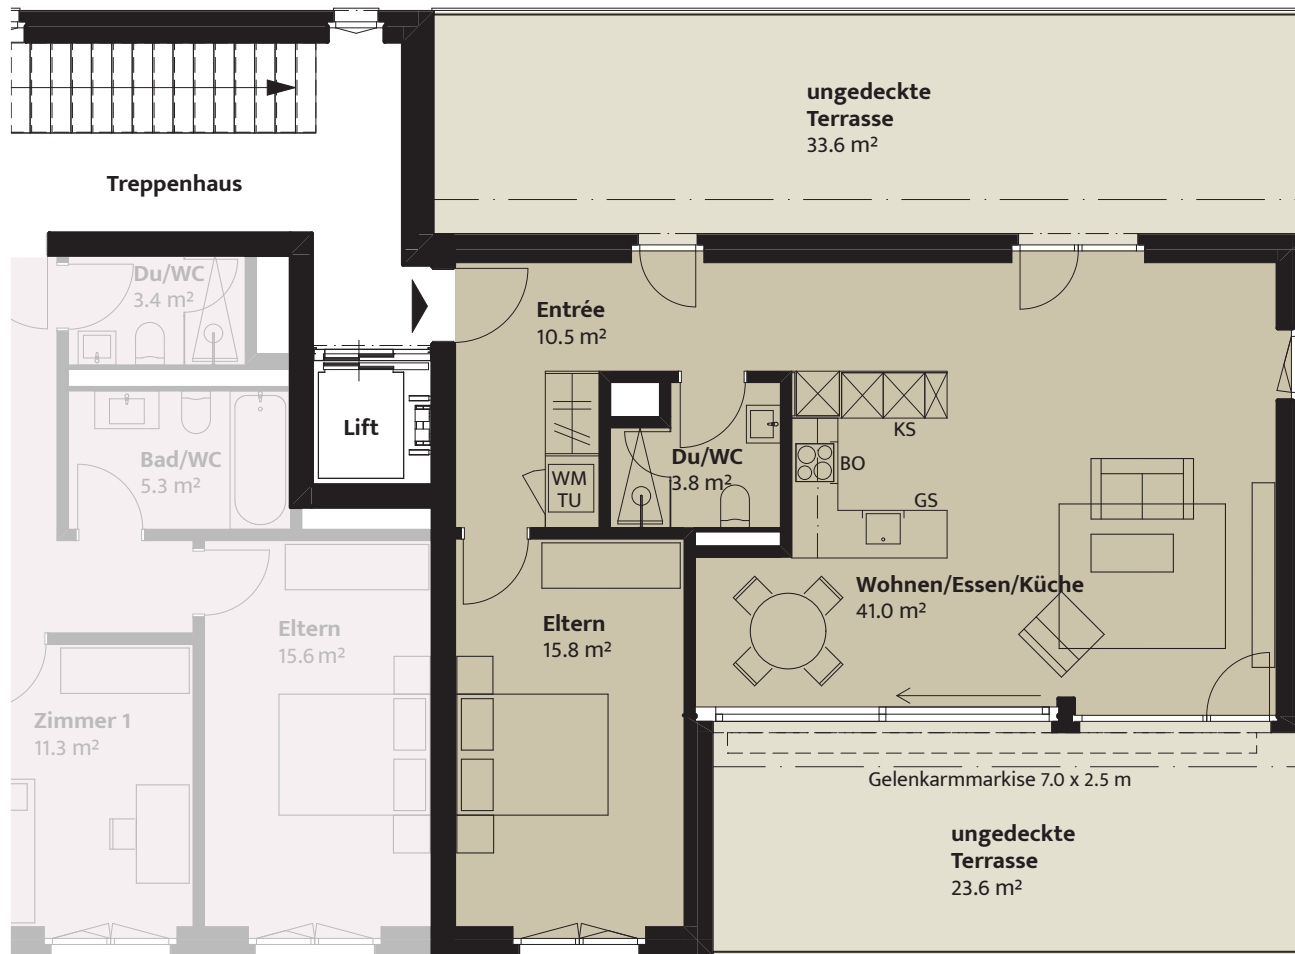 ungedeckte
Terrasse
33.6 m²
Treppenhaus
Du/WC
3.4 m²
Entrée
10.5 m²
Lift
KS
Bad/WC
5.3 m²
WM
TU
Du/WC
3.8 m²
BO
GS
Wohnen/Essen/Küche
41.0 m²
Eltern
15.6 m²
Eltern
15.8 m²
Zimmer 1
11.3 m²
Gelenkarmmarkise 7.0 x 2.5 m
ungedeckte
Terrasse
23.6 m²